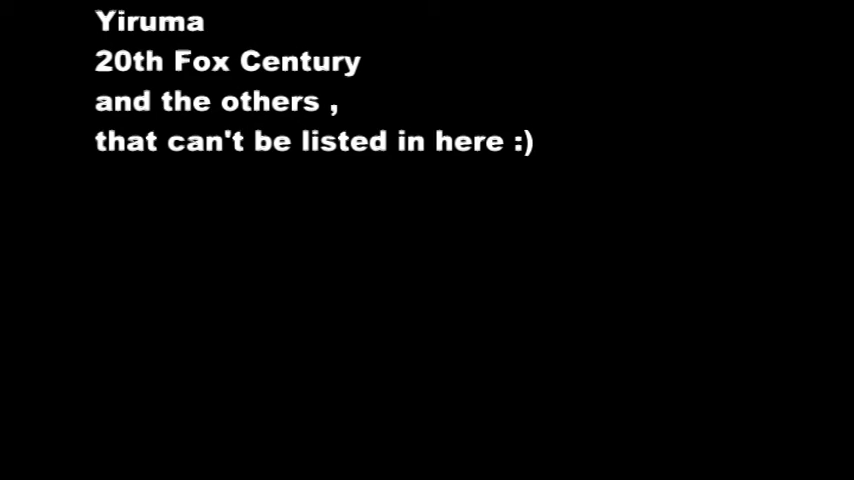 Yiruma
20th Fox Century
and the others ,
that can't be listed in here :)